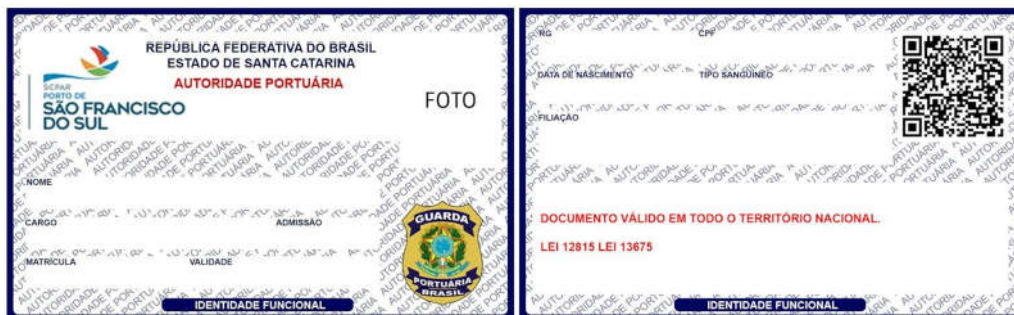 REPÚBLICA FEDERATIVA DO BRASIL
ESTADO DE SANTA CATARINA
AUTORIDADE PORTUÁRIA
SCPAR
PORTO DE
SÃO FRANCISCO
DO SUL
FOTO
NOME
CARGO
ADMISSÃO
MATRÍCULA
VALIDADE
GUARDA
PORTUÁRIA
BRASIL
IDENTIDADE FUNCIONAL
RG
CPF
DATA DE NASCIMENTO
TIPO SANGUÍNEO
FILIAÇÃO
DOCUMENTO VÁLIDO EM TODO O TERRITÓRIO NACIONAL.
LEI 12815 LEI 13675
IDENTIDADE FUNCIONAL